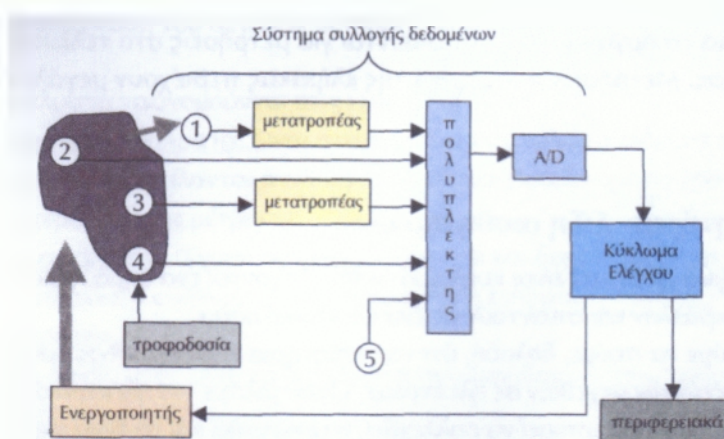 Σύστημα συλλογής δεδομένων
1
μετατροπέας
2
3
μετατροπέας
4
5
πολυπλέκτης
A/D
Κύκλωμα
Ελέγχου
τροφοδοσία
Ενεργοποιητής
περιφερειακά